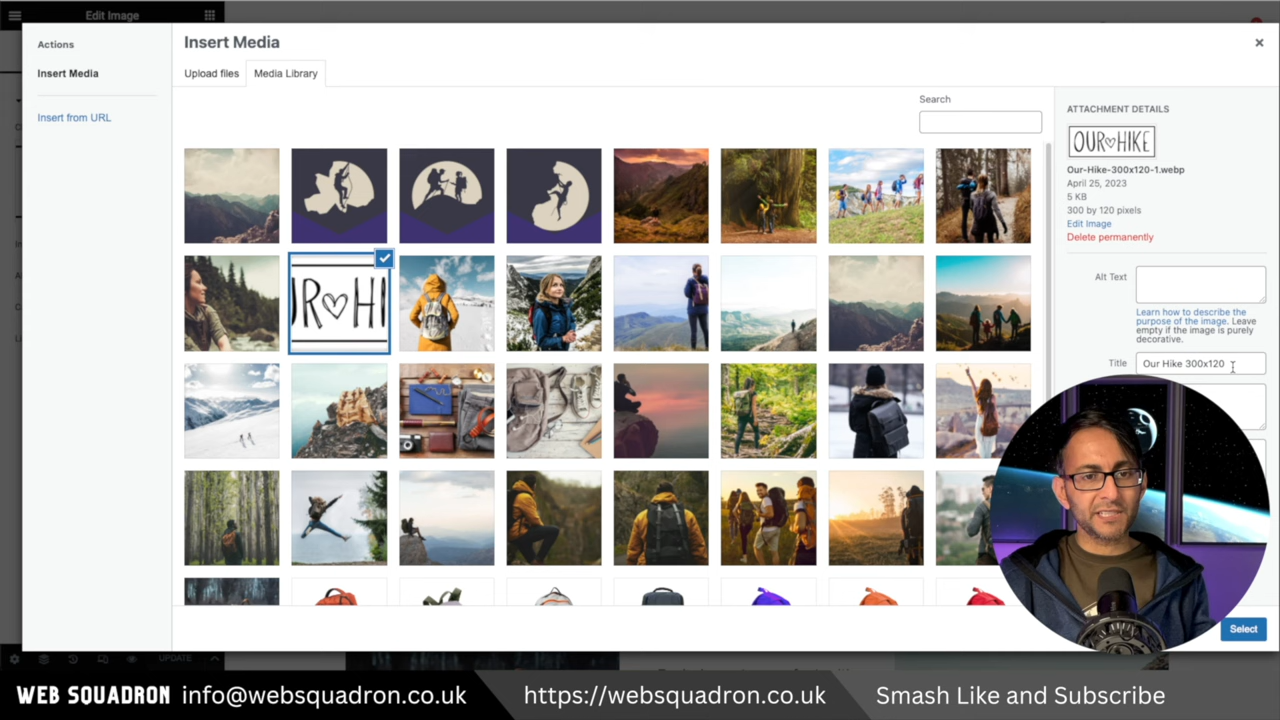 Edit Image
Actions
Insert Media
Insert from URL
Insert Media
Upload files
Media Library
Search
ATTACHMENT DETAILS
OUR♡HIKE
Our-Hike-300x120-1.webp
April 25, 2023
5 KB
300 by 120 pixels
Edit Image
Delete permanently
Alt Text
Learn how to describe the
purpose of the image. Leave
empty if the image is purely
decorative.
Title
Our Hike 300x120
UR♡HI
Select
UPDATE
WEB SQUADRON
info@websquadron.co.uk
https://websquadron.co.uk
Smash Like and Subscribe